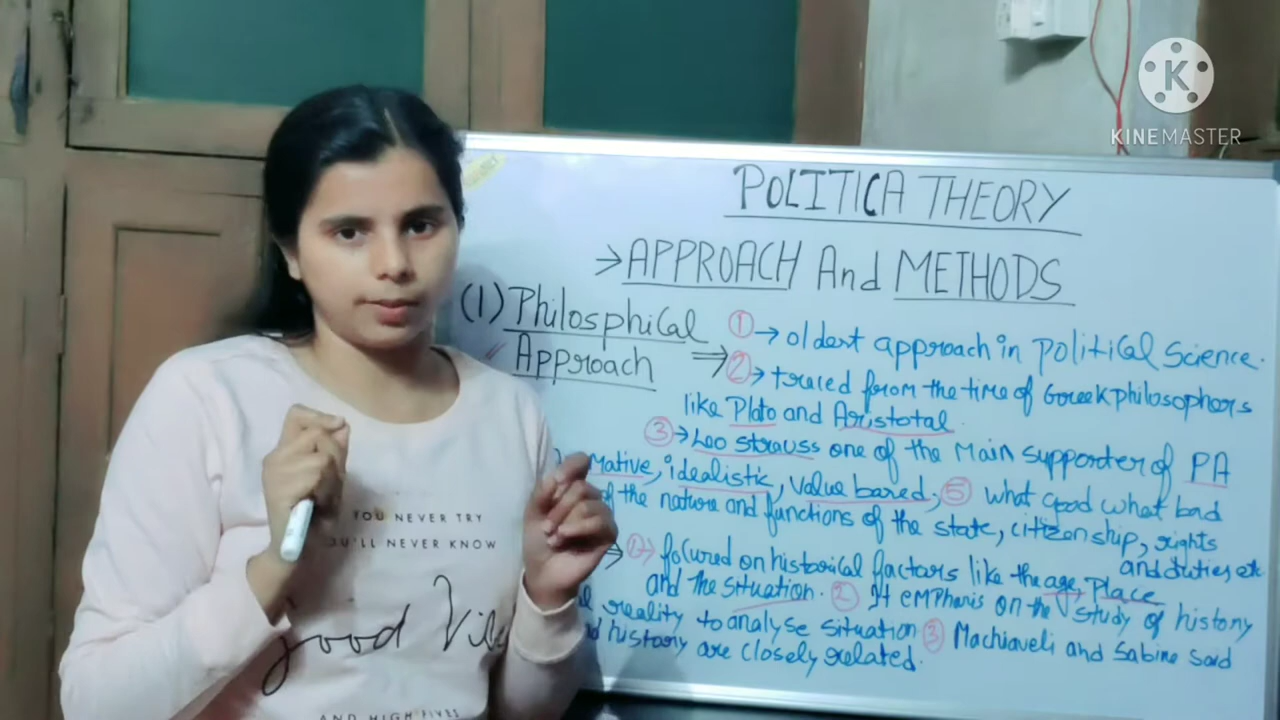 KINEMASTER
POLITICA THEORY
→ APPROACH And METHODS
(1) Philosphical
Approach ⇒
① → oldest approach in political science.
② → traced from the time of Greek philosophers
like Plato and Aristotal
③ → Leo strauss one of the Main supporter of PA
mative, idealistic, value based, ⑤ what good what bad
of the nature and functions of the state, citizenship, rights
and duties etc
⇒ ① → focused on historical factors like the age, place
and the situation. ② It emphasis on the study of history
reality to analyse situation ③ Machiaveli and Sabine said
history are closely related.
YOU NEVER TRY
YOU'LL NEVER KNOW
good Vibe
AND HIGH FIVES